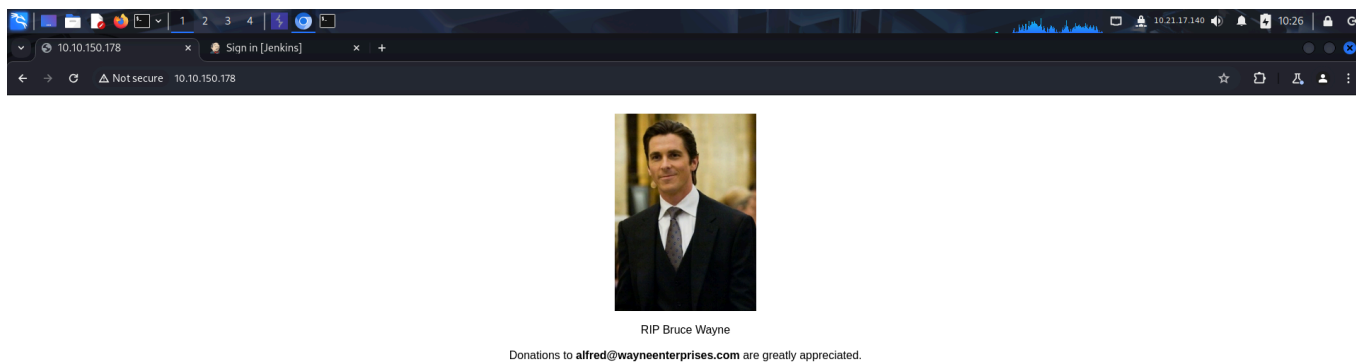 1 2 3 4 10.21.17.140 10:26
10.10.150.178 Sign in [Jenkins]
Not secure 10.10.150.178
RIP Bruce Wayne
Donations to alfred@wayneenterprises.com are greatly appreciated.